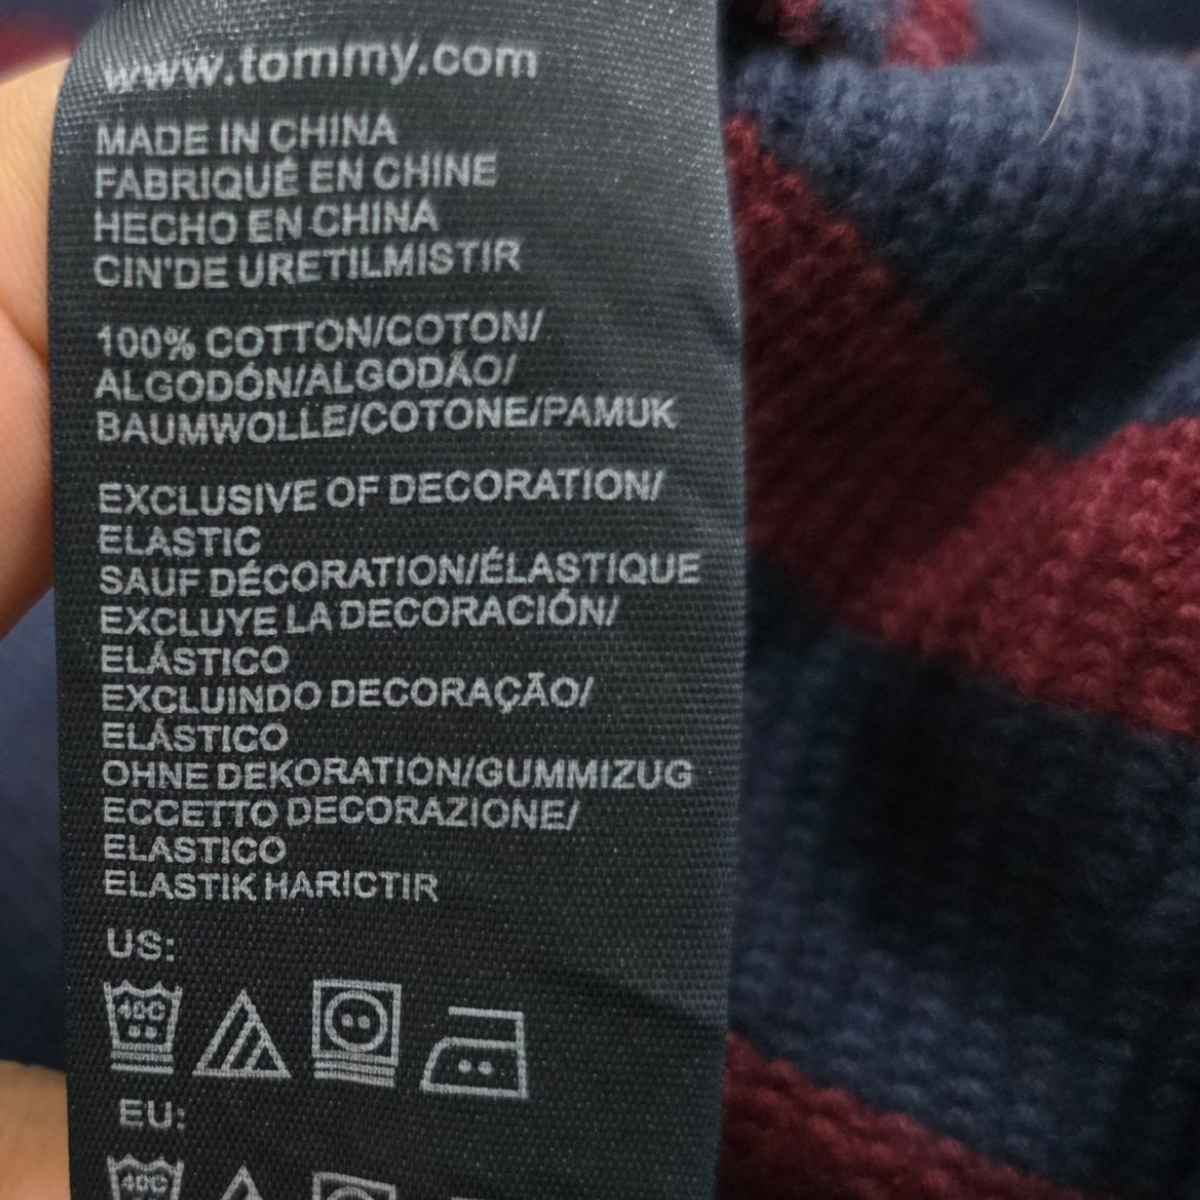 www.tommy.com
MADE IN CHINA
FABRIQUÉ EN CHINE
HECHO EN CHINA
CIN'DE URETILMISTIR
100% COTTON/COTON/
ALGODÓN/ALGODÃO/
BAUMWOLLE/COTONE/PAMUK
EXCLUSIVE OF DECORATION/
ELASTIC
SAUF DÉCORATION/ÉLASTIQUE
EXCLUYE LA DECORACIÓN/
ELÁSTICO
EXCLUINDO DECORAÇÃO/
ELÁSTICO
OHNE DEKORATION/GUMMIZUG
ECCETTO DECORAZIONE/
ELASTICO
ELASTIK HARICTIR
US:
40C
EU:
40C